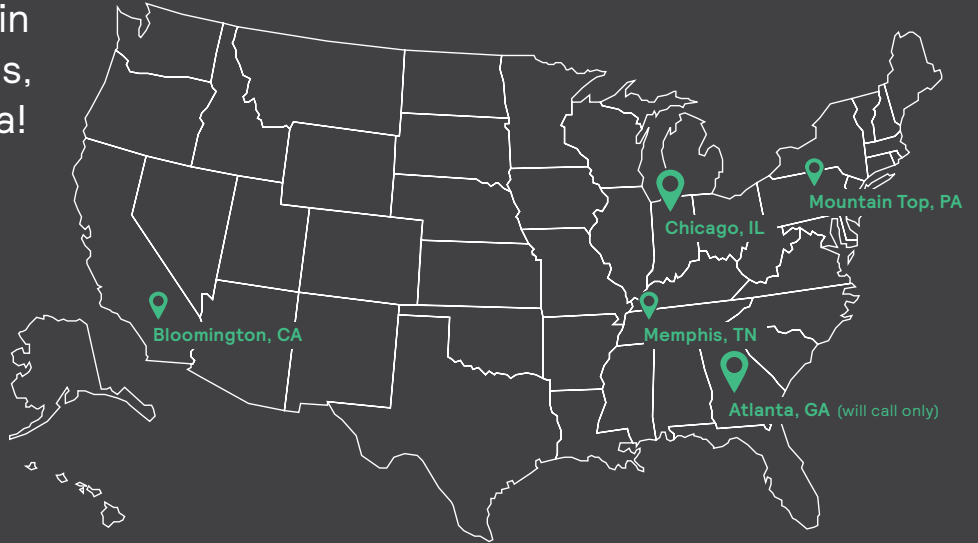 in
s,
a!
Mountain Top, PA
Chicago, IL
Bloomington, CA
Memphis, TN
Atlanta, GA (will call only)